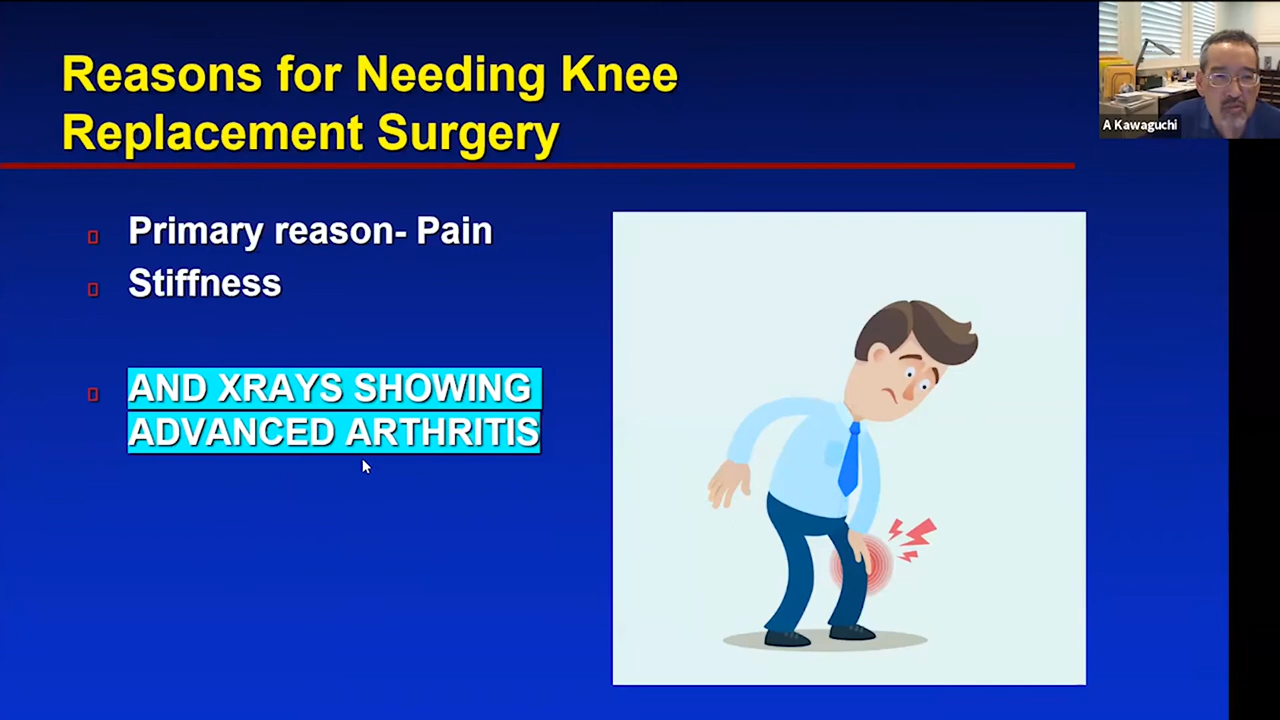 Reasons for Needing Knee
Replacement Surgery
Primary reason- Pain
Stiffness
AND XRAYS SHOWING
ADVANCED ARTHRITIS
A Kawaguchi